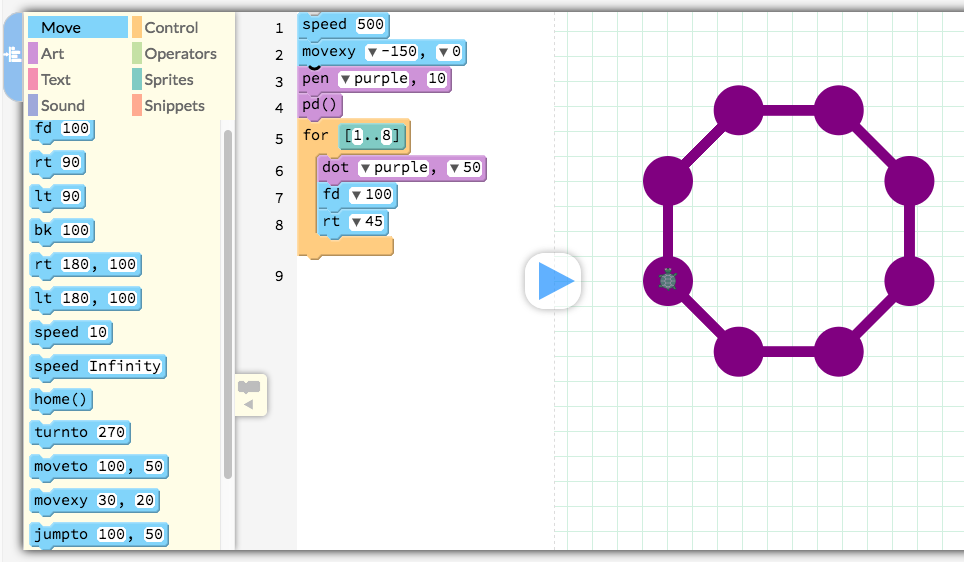 Move Control
Art Operators
Text Sprites
Sound Snippets
fd 100
rt 90
lt 90
bk 100
rt 180, 100
lt 180, 100
speed 10
speed Infinity
home()
turnto 270
moveto 100, 50
movexy 30, 20
jumpto 100, 50
1 speed 500
2 movexy ▼-150, ▼0
3 pen ▼purple, 10
4 pd()
5 for [1..8]
6 dot ▼purple, ▼50
7 fd ▼100
8 rt ▼45
9